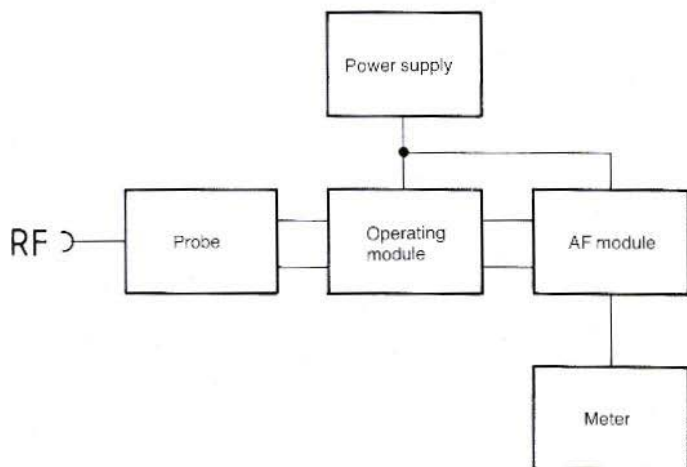 Power supply
RF
Probe
Operating
module
AF module
Meter